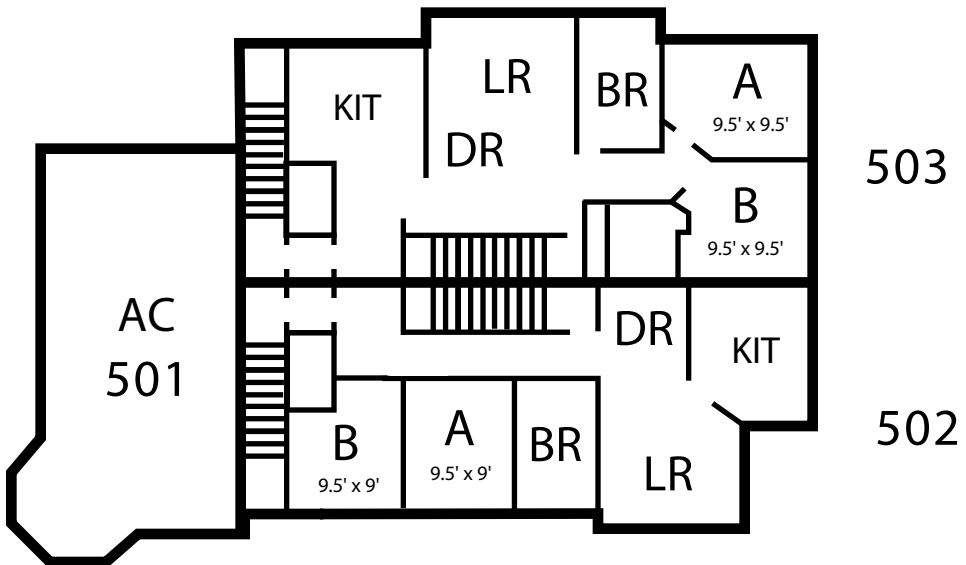 LR
KIT
BR
A
9.5' x 9.5'
DR
503
B
9.5' x 9.5'
AC
501
DR
KIT
B
9.5' x 9'
A
9.5' x 9'
BR
LR
502